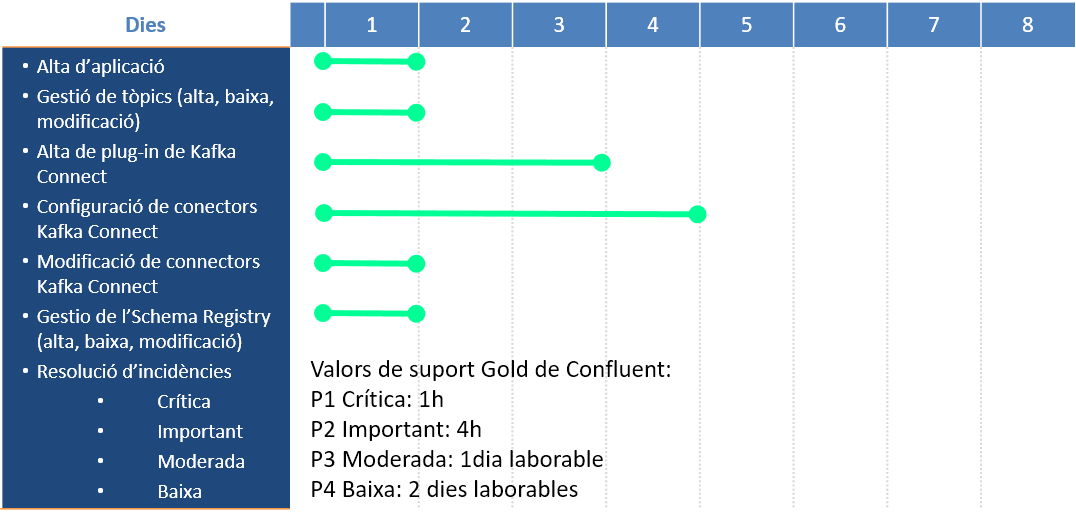 Dies 1 2 3 4 5 6 7 8
• Alta d’aplicació
• Gestió de tòpics (alta, baixa,
modificació)
• Alta de plug-in de Kafka
Connect
• Configuració de conectors
Kafka Connect
• Modificació de connectors
Kafka Connect
• Gestio de l’Schema Registry
(alta, baixa, modificació)
• Resolució d’incidències
• Crítica
• Important
• Moderada
• Baixa
Valors de suport Gold de Confluent:
P1 Crítica: 1h
P2 Important: 4h
P3 Moderada: 1dia laborable
P4 Baixa: 2 dies laborables